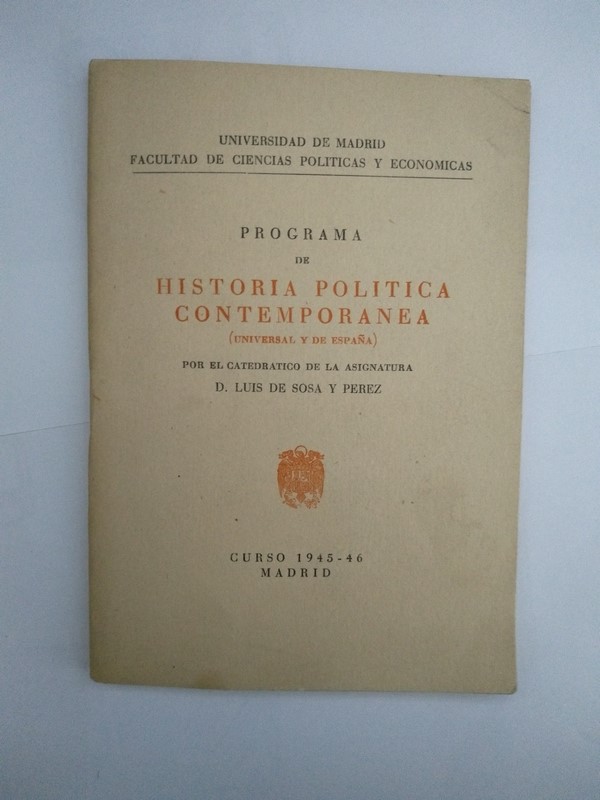 UNIVERSIDAD DE MADRID
FACULTAD DE CIENCIAS POLITICAS Y ECONOMICAS
PROGRAMA
DE
HISTORIA POLITICA
CONTEMPORANEA
(UNIVERSAL Y DE ESPAÑA)
POR EL CATEDRATICO DE LA ASIGNATURA
D. LUIS DE SOSA Y PEREZ
CURSO 1945-46
MADRID